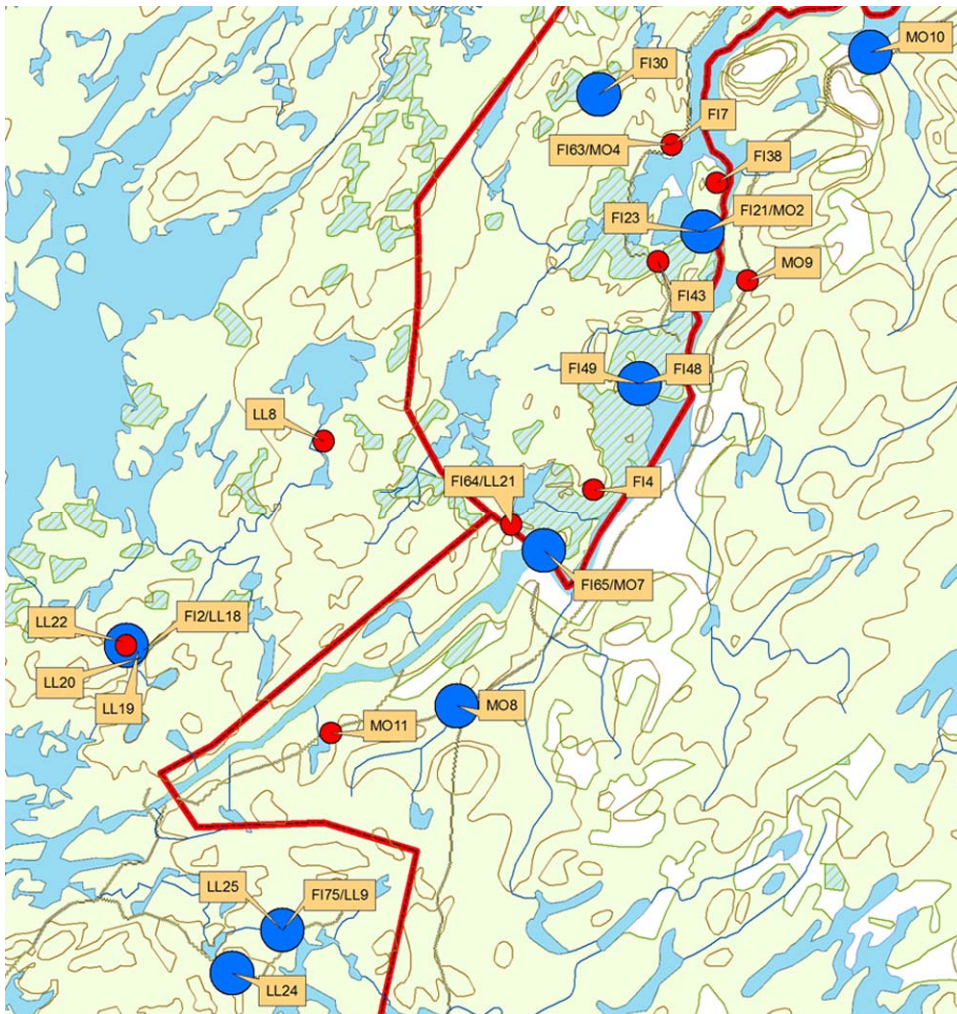 MO10
FI30
FI7
FI63/MO4
FI38
FI23
FI21/MO2
MO9
FI43
FI49
FI48
LL8
FI64/LL21
FI4
FI65/MO7
LL22
FI2/LL18
LL20
LL19
MO8
MO11
LL25
FI75/LL9
LL24